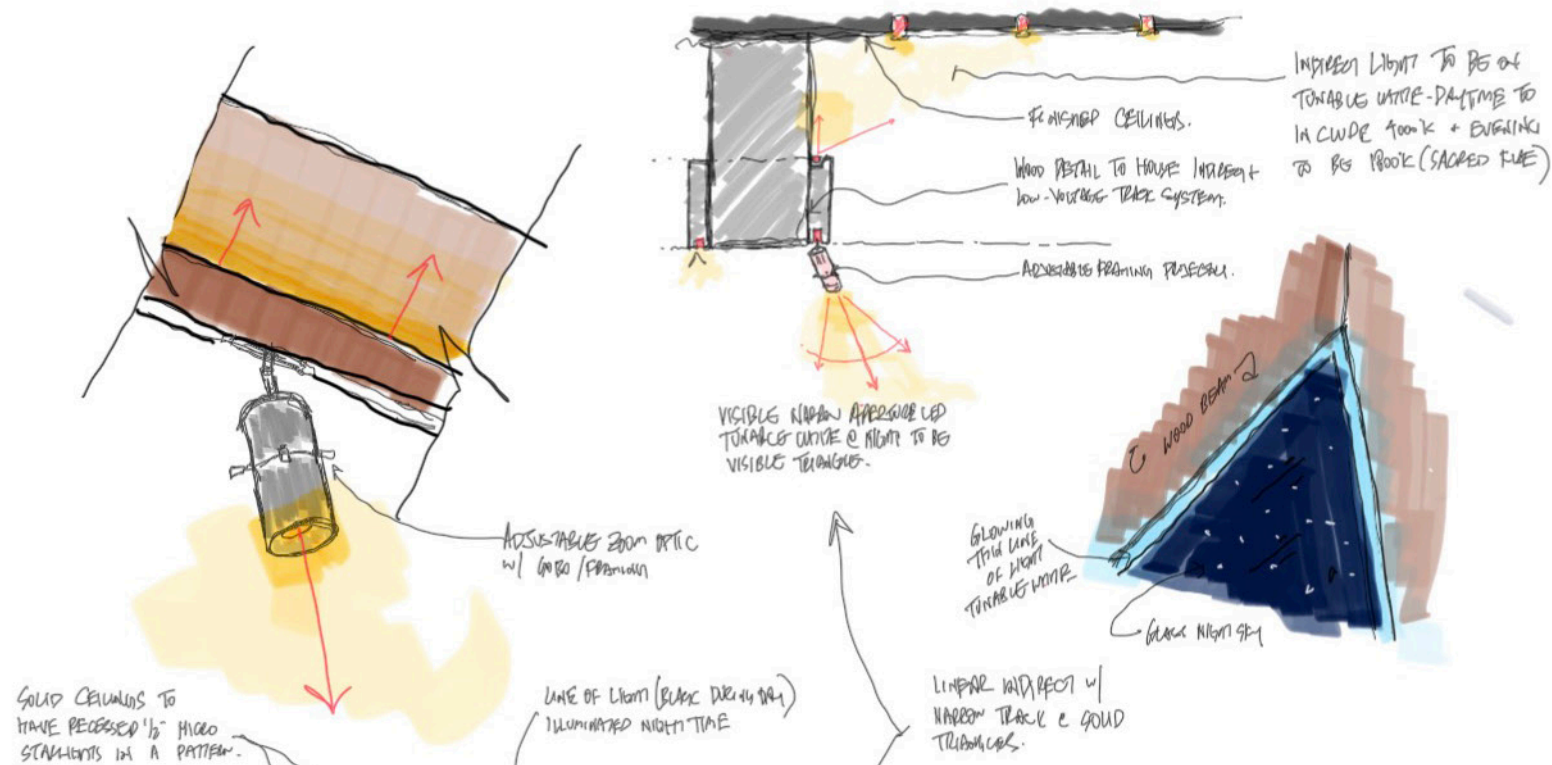 INDIRECT LIGHT TO BE ON
TUNABLE WHITE-DAYTIME TO
INCLUDE 4000K + EVENING
TO BE 1800K (SACRED FIRE)
FINISHED CEILINGS.
WOOD DETAIL TO HOUSE INDIRECT +
LOW-VOLTAGE TRACK SYSTEM.
ADJUSTABLE FRAMING PROJECTOR.
VISIBLE NARROW APERTURE LED
TUNABLE WHITE @ NIGHT TO BE
VISIBLE TRIANGLE.
WOOD BEAM
GLOWING
THIN LINE
OF LIGHT
TUNABLE WHITE
GLASS NIGHT SKY
ADJUSTABLE ZOOM OPTIC
W/ GOBO/FRAMING
SOLID CEILINGS TO
HAVE RECESSED 1/2" MICRO
STARLIGHTS IN A PATTERN.
LINE OF LIGHT (BLACK DURING DAY)
ILLUMINATED NIGHT TIME
LINEAR INDIRECT W/
NARROW TRACK @ SOLID
TRIANGLES.